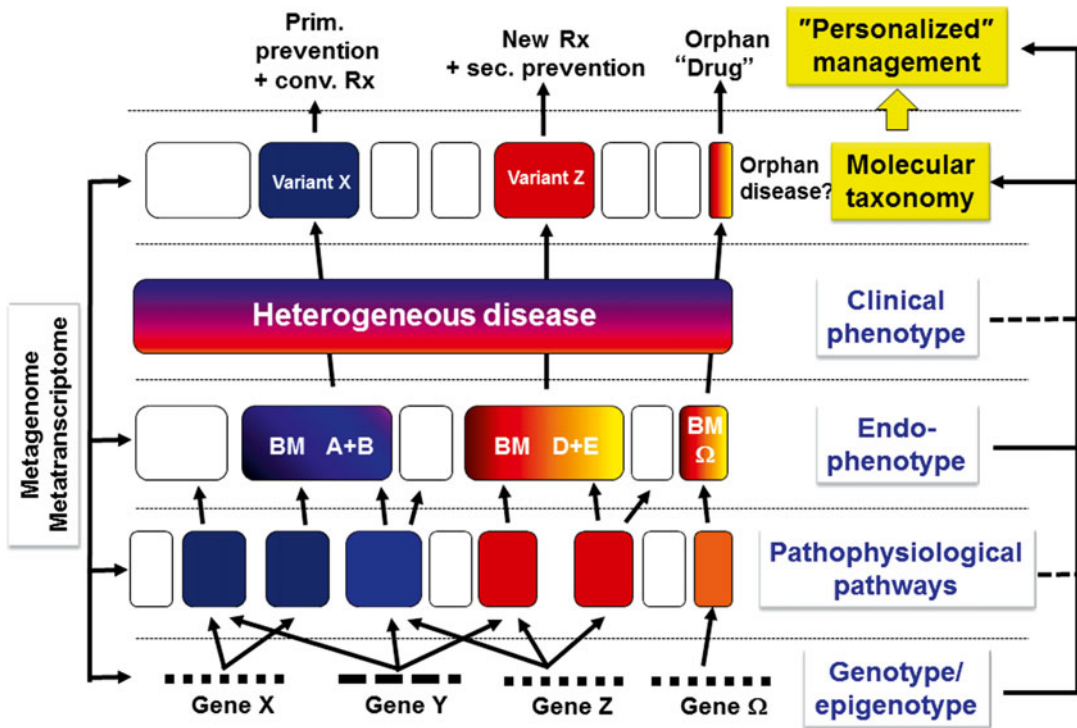 Prim.
prevention
+ conv. Rx
New Rx
+ sec. prevention
Orphan
“Drug”
"Personalized"
management
Variant X
Variant Z
Orphan
disease?
Molecular
taxonomy
Heterogeneous disease
Clinical
phenotype
Metagenome
Metatranscriptome
BM A+B
BM D+E
BM
Ω
Endo-
phenotype
Pathophysiological
pathways
Gene X
Gene Y
Gene Z
Gene Ω
Genotype/
epigenotype